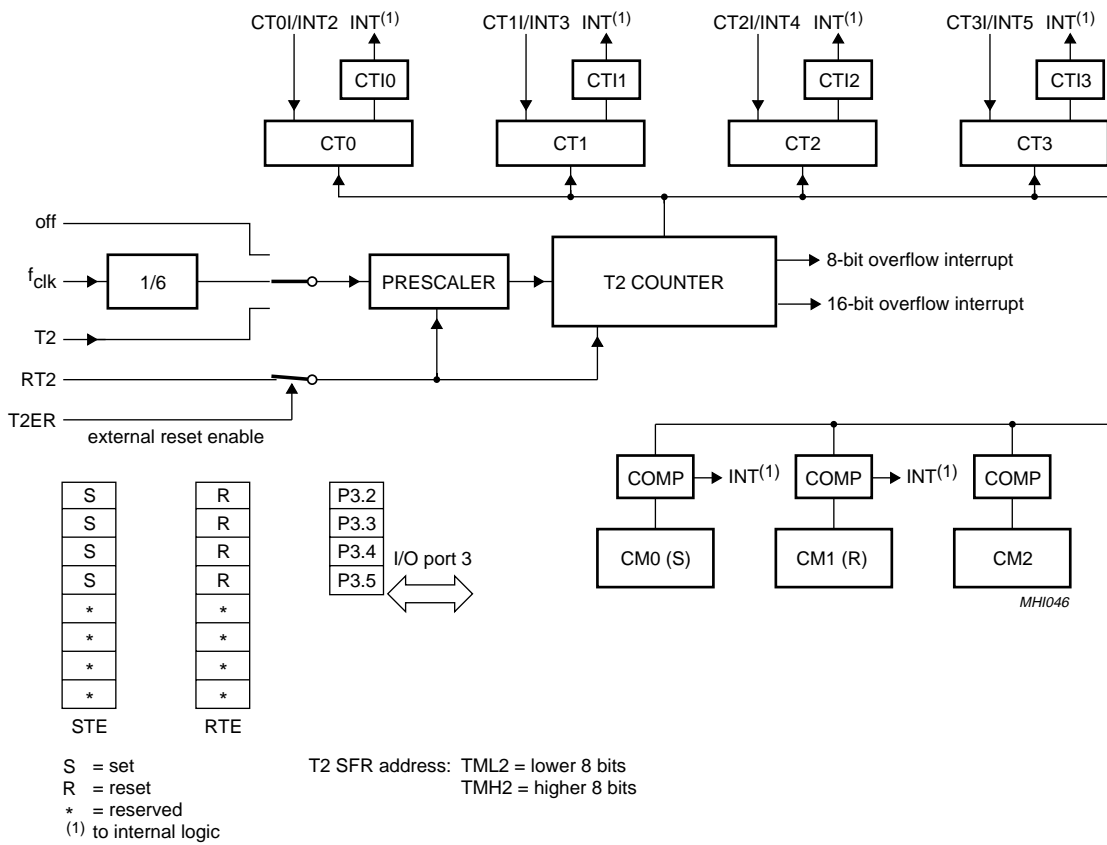 CT0I/INT2 INT(1) CT1I/INT3 INT(1) CT2I/INT4 INT(1) CT3I/INT5 INT(1)
CTI0 CTI1 CTI2 CTI3
CT0 CT1 CT2 CT3
off
fclk 1/6 PRESCALER T2 COUNTER 8-bit overflow interrupt
16-bit overflow interrupt
T2
RT2
T2ER
external reset enable
COMP INT(1) COMP INT(1) COMP
CM0 (S) CM1 (R) CM2
MHI046
S R P3.2
S R P3.3
S R P3.4
S R P3.5
I/O port 3
* *
* *
* *
* *
STE RTE
S = set
R = reset
* = reserved
(1) to internal logic
T2 SFR address: TML2 = lower 8 bits
TMH2 = higher 8 bits